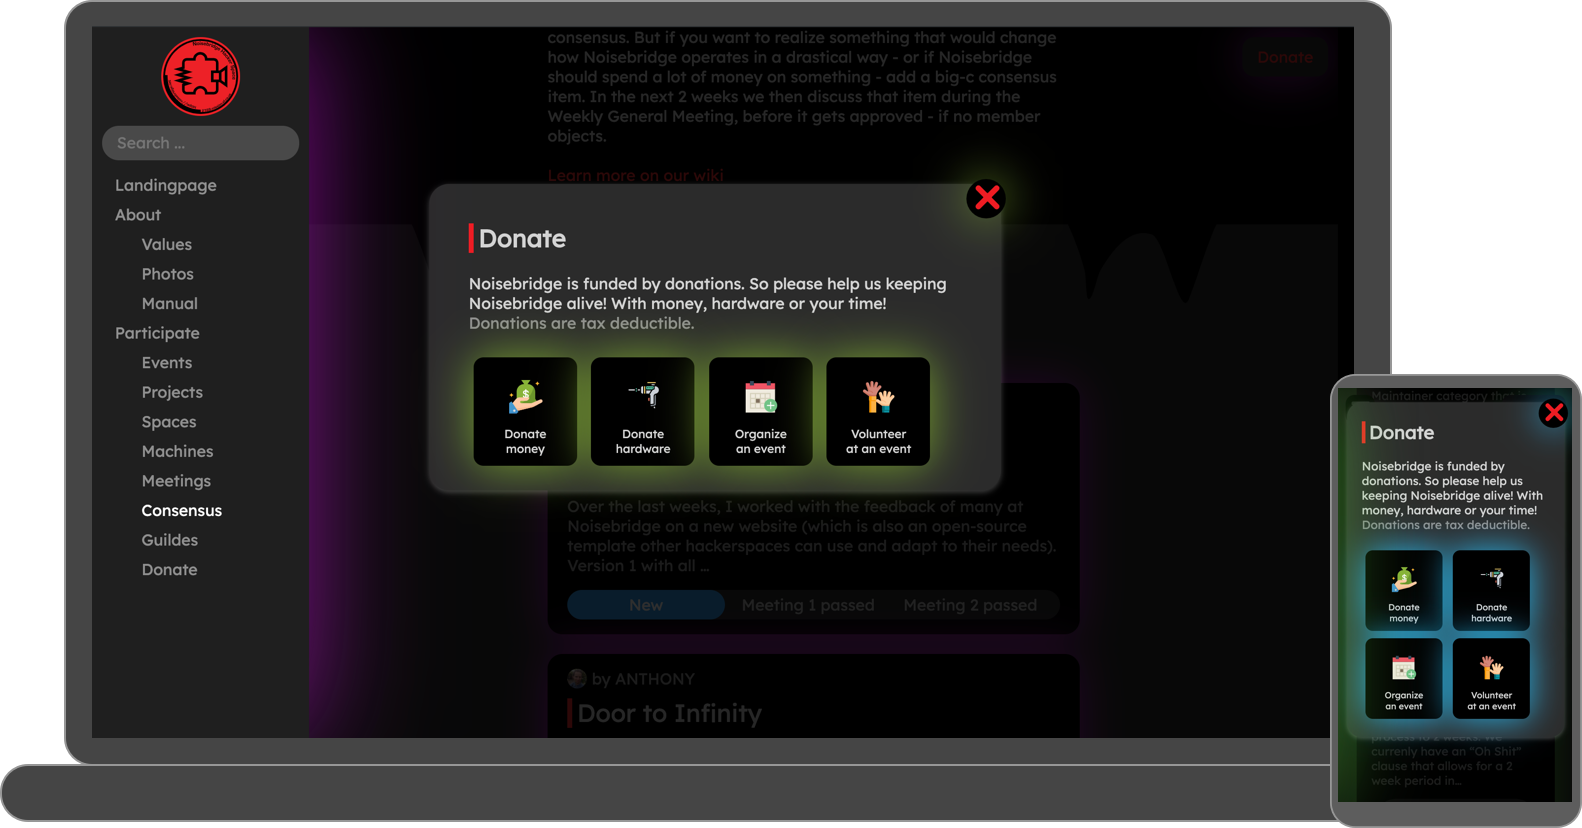 Search ...
Landingpage
About
Values
Photos
Manual
Participate
Events
Projects
Spaces
Machines
Meetings
Consensus
Guildes
Donate
consensus. But if you want to realize something that would change
how Noisebridge operates in a drastical way - or if Noisebridge
should spend a lot of money on something - add a big-c consensus
item. In the next 2 weeks we then discuss that item during the
Weekly General Meeting, before it gets approved - if no member
objects.
Learn more on our wiki
Donate
Donate
Noisebridge is funded by donations. So please help us keeping
Noisebridge alive! With money, hardware or your time!
Donations are tax deductible.
Donate
money
Donate
hardware
Organize
an event
Volunteer
at an event
Over the last weeks, I worked with the feedback of many at
Noisebridge on a new website (which is also an open-source
template other hackerspaces can use and adapt to their needs).
Version 1 with all ...
New
Meeting 1 passed
Meeting 2 passed
by ANTHONY
Door to Infinity
Maintainer category that is
Donate
Noisebridge is funded by
donations. So please help us
keeping Noisebridge alive! With
money, hardware or your time!
Donations are tax deductible.
Donate
money
Donate
hardware
Organize
an event
Volunteer
at an event
process to 2 weeks. We
currenly have an "Oh Shit"
clause that allows for a 2
week period in...